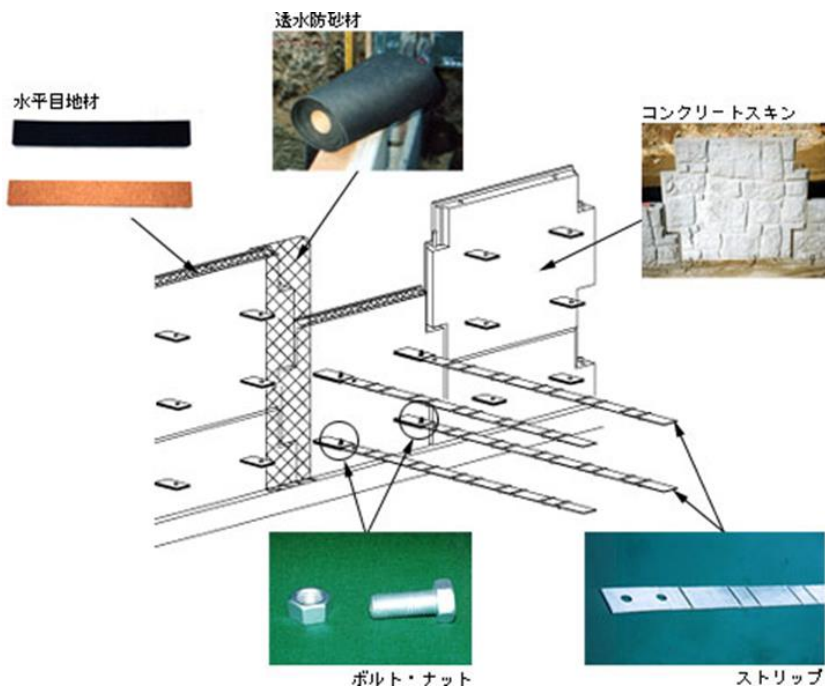 透水防砂材
水平目地材
コンクリートスキン
ボルト・ナット
ストリップ